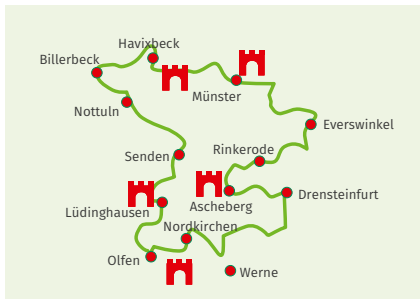 Havixbeck
Billerbeck
Münster
Nottuln
Everswinkel
Rinkerode
Senden
Drensteinfurt
Ascheberg
Lüdinghausen
Nordkirchen
Olfen
Werne